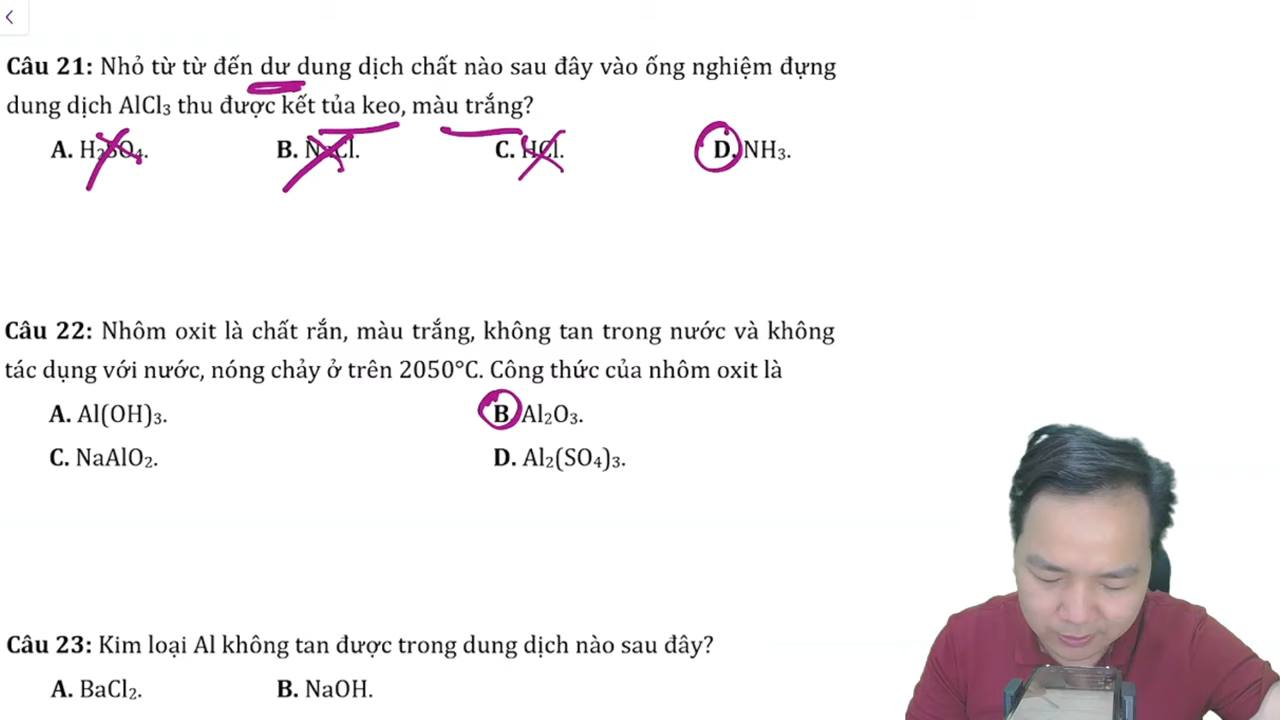 Câu 21: Nhỏ từ từ đến dư dung dịch chất nào sau đây vào ống nghiệm đựng
dung dịch AlCl₃ thu được kết tủa keo, màu trắng?
A. H₂SO₄. B. NaCl. C. HCl. D. NH₃.
Câu 22: Nhôm oxit là chất rắn, màu trắng, không tan trong nước và không
tác dụng với nước, nóng chảy ở trên 2050°C. Công thức của nhôm oxit là
A. Al(OH)₃. B. Al₂O₃.
C. NaAlO₂. D. Al₂(SO₄)₃.
Câu 23: Kim loại Al không tan được trong dung dịch nào sau đây?
A. BaCl₂. B. NaOH.